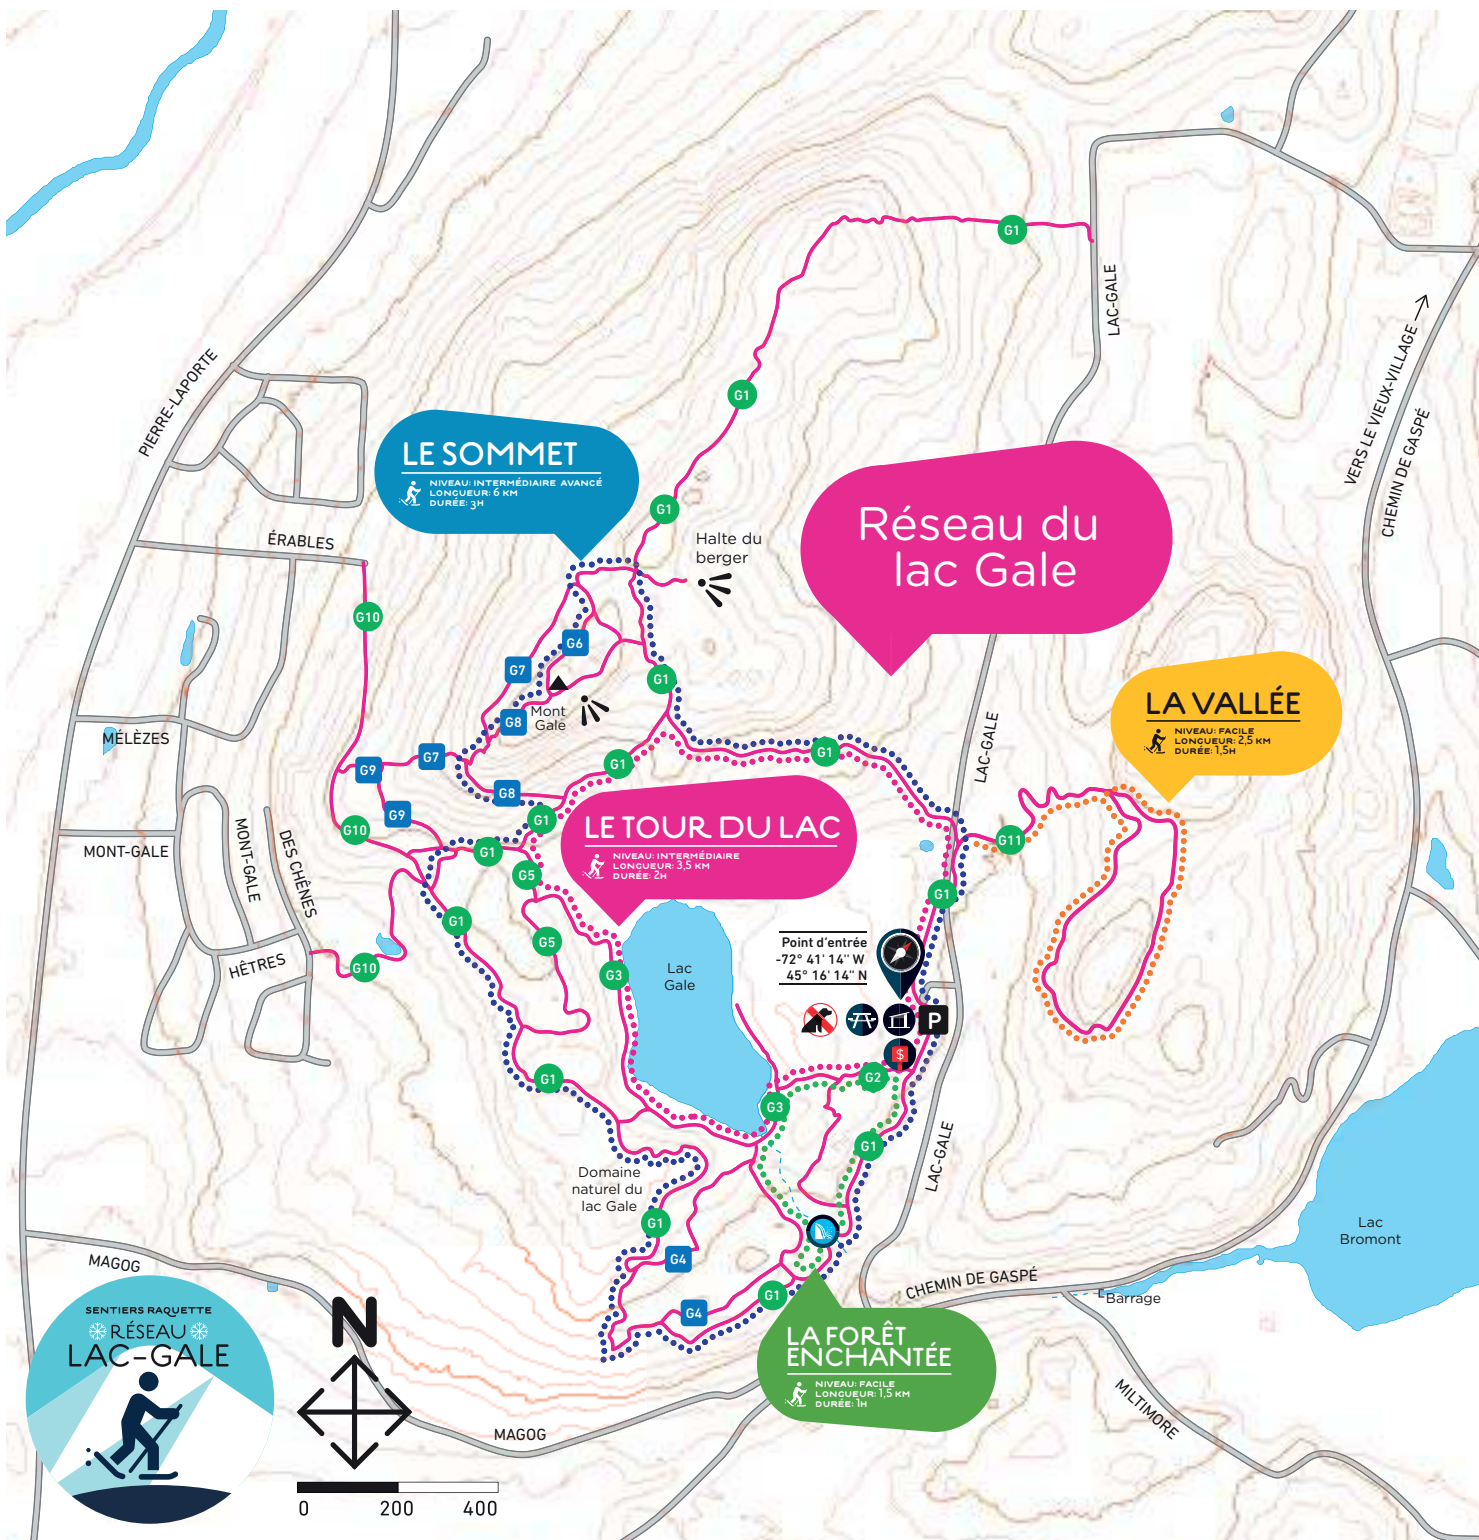 G1
LAC-GALE
VERS LE VIEUX-VILLAGE
CHEMIN DE GASPÉ
PIERRE-LAPORTE
G1
LE SOMMET
NIVEAU: INTERMÉDIAIRE AVANCÉ
LONGUEUR: 6 KM
DURÉE: 3H
G1
Halte du
berger
Réseau du
lac Gale
ÉRABLES
G10
G6
G7
G1
G8
Mont
Gale
LA VALLÉE
NIVEAU: FACILE
LONGUEUR: 2,5 KM
DURÉE: 1,5H
LAC-GALE
MÉLÈZES
G9
G7
G1
G1
G8
G9
G1
G10
G1
G5
LE TOUR DU LAC
NIVEAU: INTERMÉDIAIRE
LONGUEUR: 3,5 KM
DURÉE: 2H
G11
MONT-GALE
MONT-GALE
DES CHÊNES
G1
G1
G5
HÊTRES
G10
G3
Lac
Gale
Point d'entrée
-72° 41' 14" W
45° 16' 14" N
P
$
G1
G2
G3
G1
LAC-GALE
Domaine
naturel du
lac Gale
G1
G4
G4
G1
Lac
Bromont
MAGOG
CHEMIN DE GASPÉ
Barrage
LA FORÊT
ENCHANTÉE
NIVEAU: FACILE
LONGUEUR: 1,5 KM
DURÉE: 1H
MILTIMORE
MAGOG
SENTIERS RAQUETTE
RÉSEAU
LAC-GALE
N
0 200 400